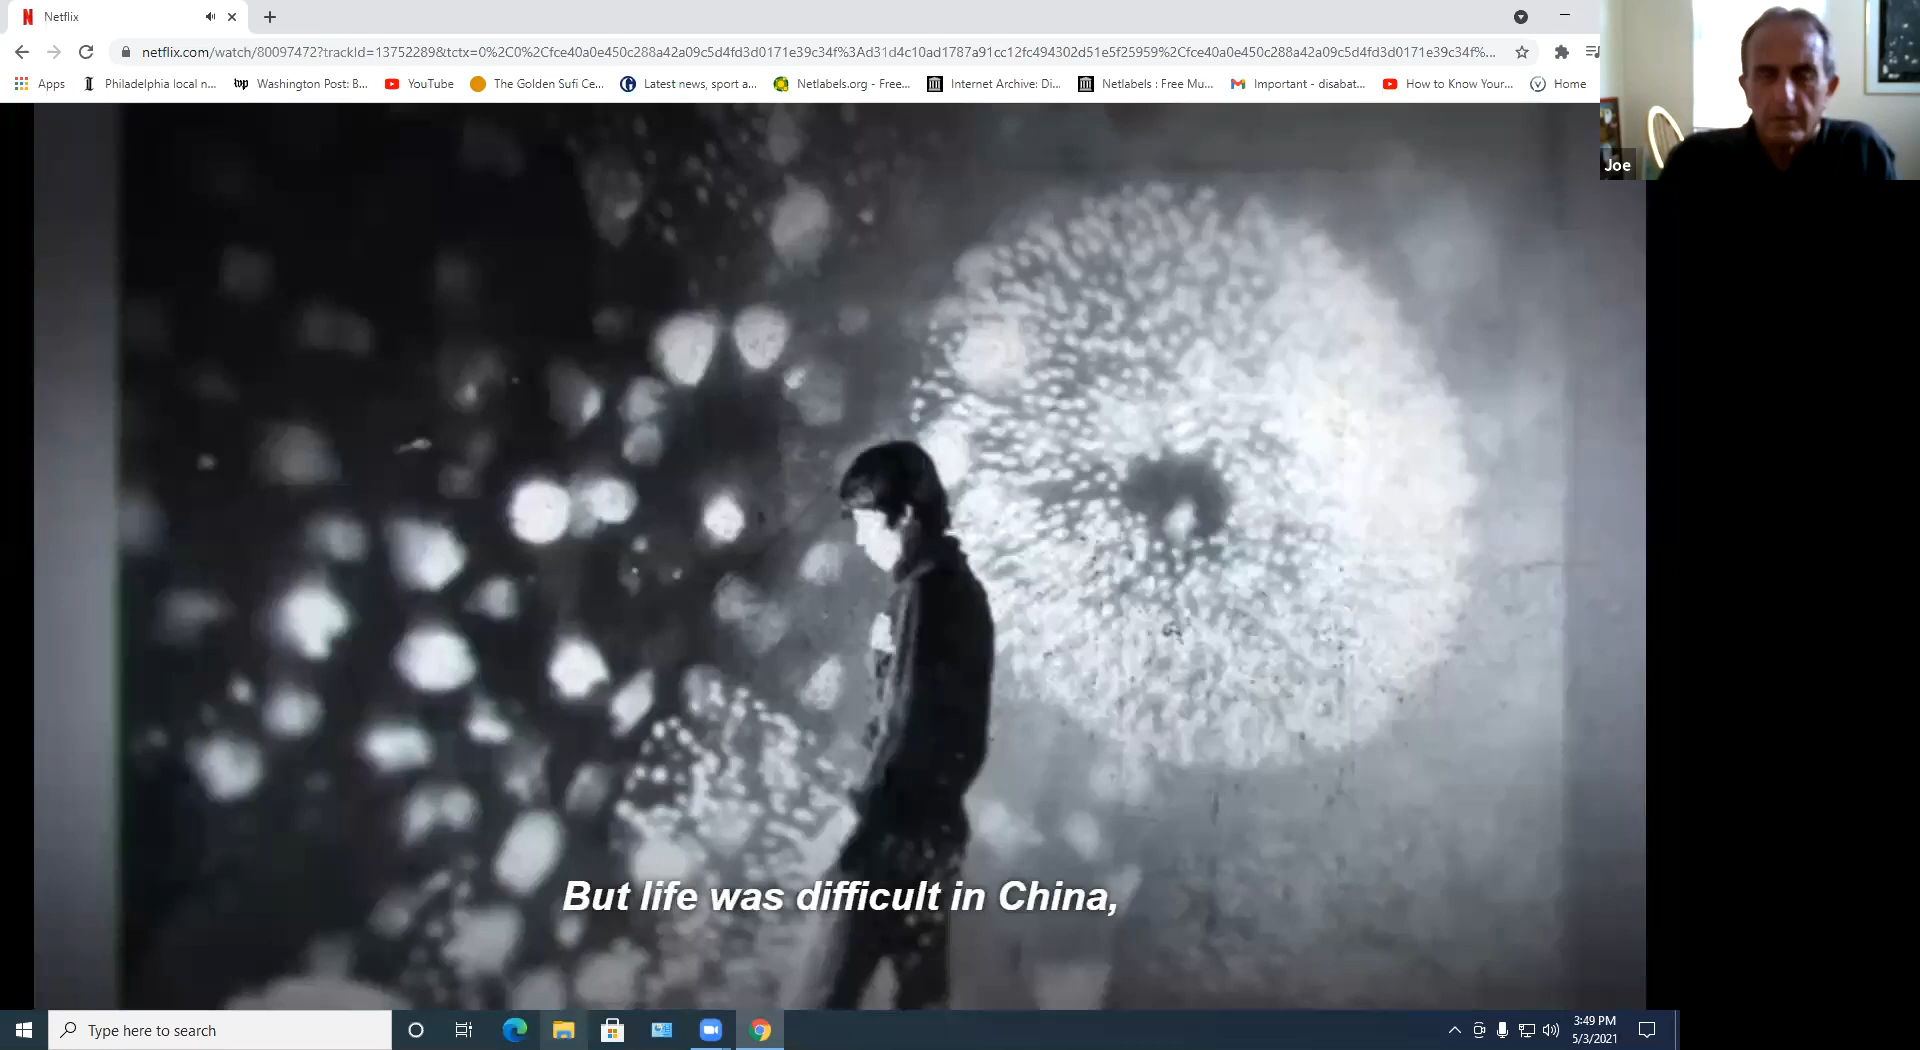 Netflix
netflix.com/watch/80097472?trackId=13752289&tctx=0%2C0%2Cfce40a0e450c288a42a09c5d4fd3d0171e39c34f%3Ad31d4c10ad1787a91cc12fc494302d51e5f25959%2Cfce40a0e450c288a42a09c5d4fd3d0171e39c34f%...
Apps
Philadelphia local n...
wp
Washington Post: B...
YouTube
The Golden Sufi Ce...
Latest news, sport a...
Netlabels.org - Free...
Internet Archive: Di...
Netlabels : Free Mu...
Important - disabat...
How to Know Your...
Home
Joe
But life was difficult in China,
Type here to search
3:49 PM
5/3/2021